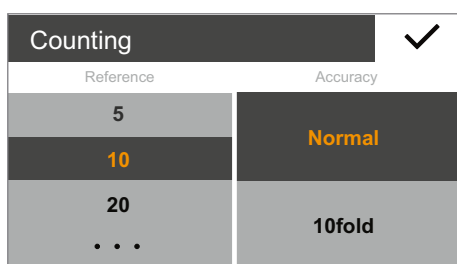 Counting
Reference
Accuracy
5
10
20
. . .
Normal
10fold